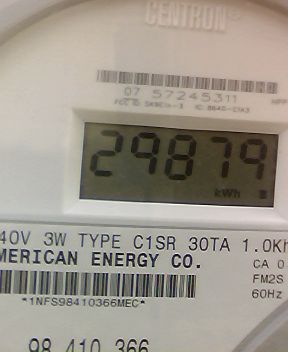 CENTRON®
07 57245311
29879
kWh
40V 3W TYPE C1SR 30TA 1.0Kh
MERICAN ENERGY CO.
CA 0
FM2S
60Hz
*1NFS98410366MEC*
98 410 366